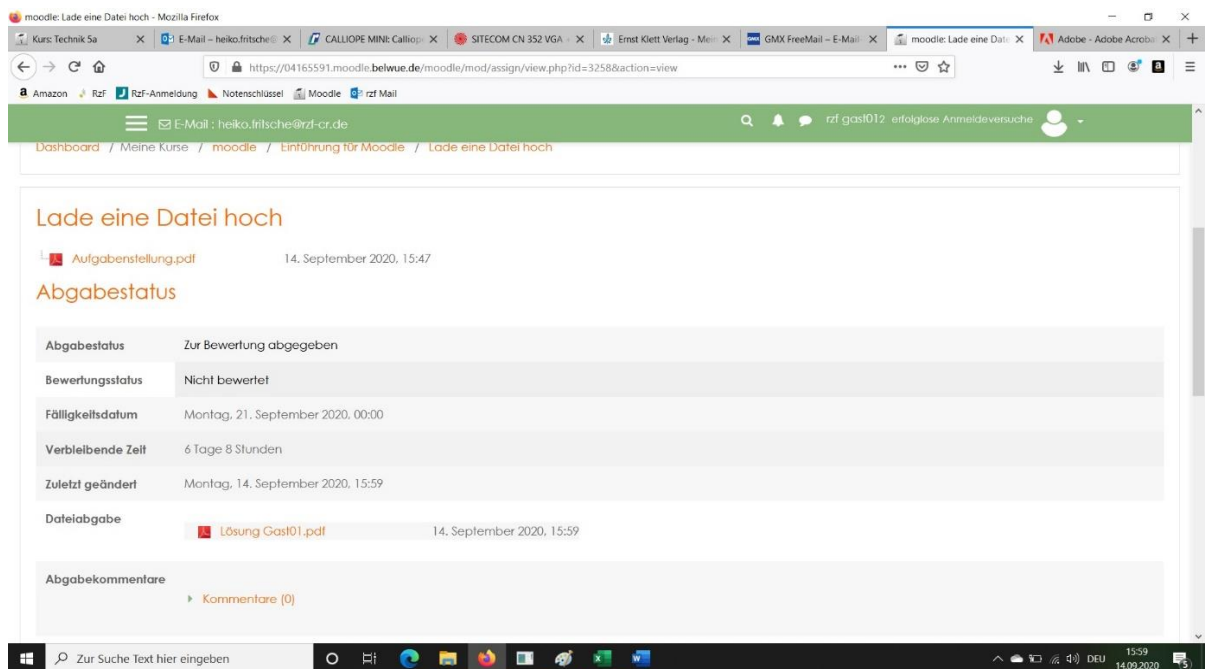 moodle: Lade eine Datei hoch - Mozilla Firefox
Kurs: Technik 5a
E-Mail – heiko.fritsche
CALLIOPE MINI: Calliop
SITECOM CN 352 VGA
Ernst Klett Verlag - Mei
GMX FreeMail – E-Mail
moodle: Lade eine Date
Adobe - Adobe Acroba
https://04165591.moodle.belwue.de/moodle/mod/assign/view.php?id=3258&action=view
Amazon RzF RzF-Anmeldung Notenschlüssel Moodle rzf Mail
E-Mail : heiko.fritsche@rzf-cr.de rzf gast01 2 erfolglose Anmeldeversuche
Dashboard / Meine Kurse / moodle / Einführung für Moodle / Lade eine Datei hoch
Lade eine Datei hoch
Aufgabenstellung.pdf 14. September 2020, 15:47
Abgabestatus
Abgabestatus Zur Bewertung abgegeben
Bewertungsstatus Nicht bewertet
Fälligkeitsdatum Montag, 21. September 2020, 00:00
Verbleibende Zeit 6 Tage 8 Stunden
Zuletzt geändert Montag, 14. September 2020, 15:59
Dateiabgabe
Lösung Gast01.pdf 14. September 2020, 15:59
Abgabekommentare
Kommentare (0)
Zur Suche Text hier eingeben
DEU
15:59
14.09.2020
5